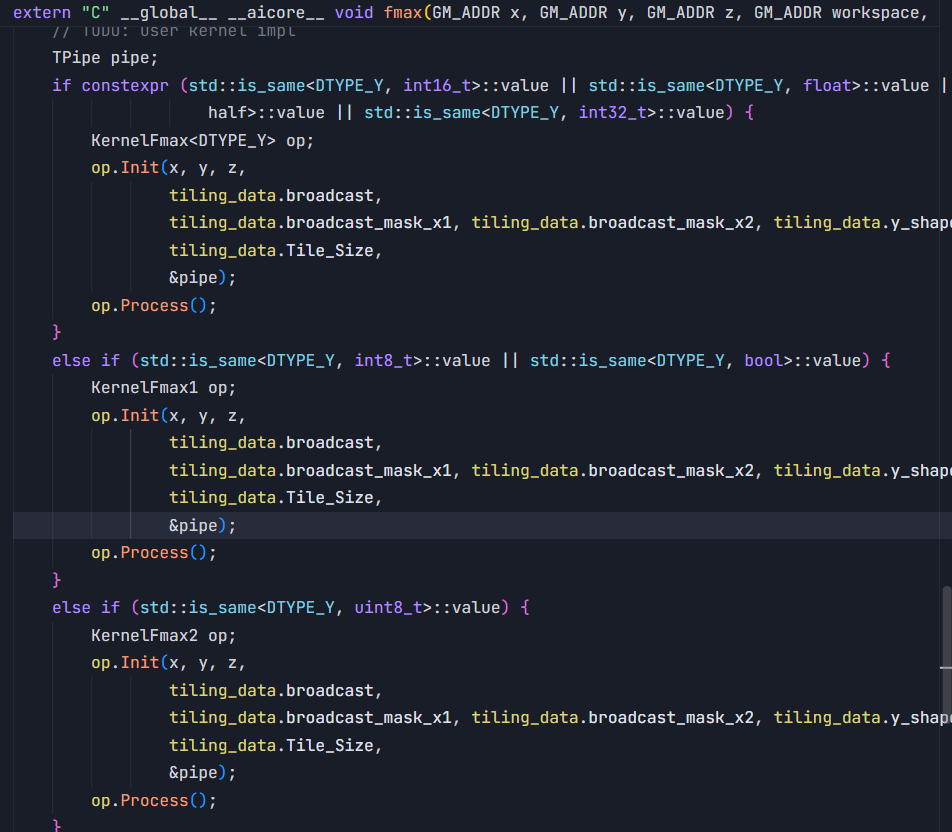 extern "C" __global__ __aicore__ void fmax(GM_ADDR x, GM_ADDR y, GM_ADDR z, GM_ADDR workspace,
// TODO: User kernel impl
TPipe pipe;
if constexpr (std::is_same<DTYPE_Y, int16_t>::value || std::is_same<DTYPE_Y, float>::value |
half>::value || std::is_same<DTYPE_Y, int32_t>::value) {
KernelFmax<DTYPE_Y> op;
op.Init(x, y, z,
tiling_data.broadcast,
tiling_data.broadcast_mask_x1, tiling_data.broadcast_mask_x2, tiling_data.y_shape
tiling_data.Tile_Size,
&pipe);
op.Process();
}
else if (std::is_same<DTYPE_Y, int8_t>::value || std::is_same<DTYPE_Y, bool>::value) {
KernelFmax1 op;
op.Init(x, y, z,
tiling_data.broadcast,
tiling_data.broadcast_mask_x1, tiling_data.broadcast_mask_x2, tiling_data.y_shape
tiling_data.Tile_Size,
&pipe);
op.Process();
}
else if (std::is_same<DTYPE_Y, uint8_t>::value) {
KernelFmax2 op;
op.Init(x, y, z,
tiling_data.broadcast,
tiling_data.broadcast_mask_x1, tiling_data.broadcast_mask_x2, tiling_data.y_shape
tiling_data.Tile_Size,
&pipe);
op.Process();
}